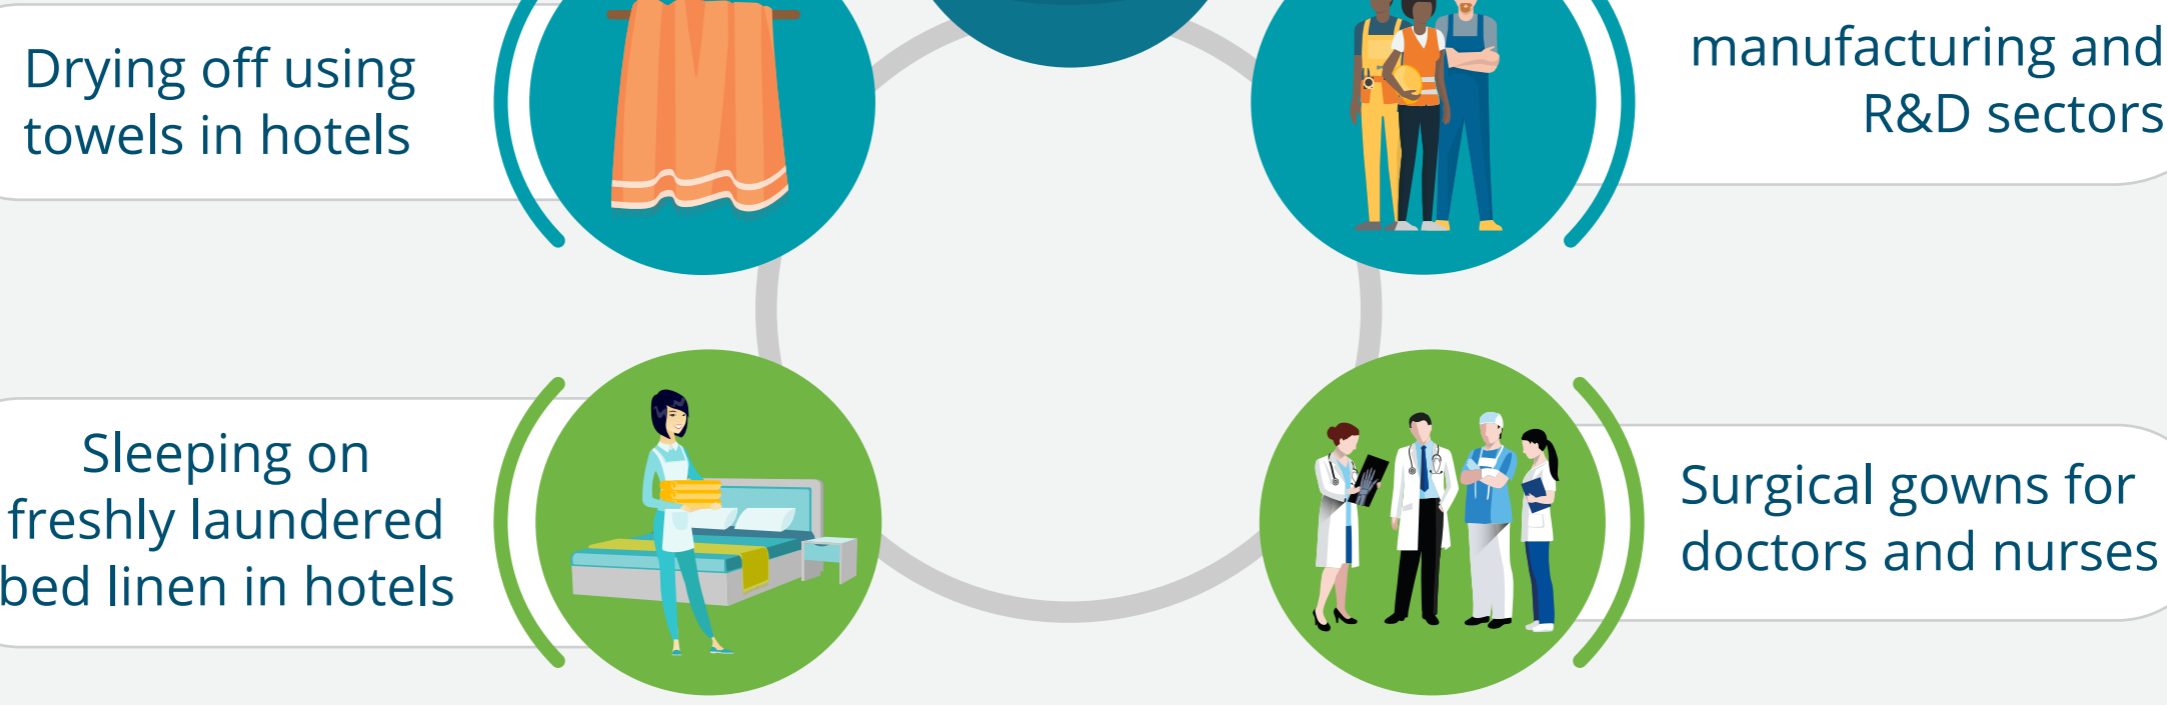 Drying off using
towels in hotels
manufacturing and
R&D sectors
Sleeping on
freshly laundered
bed linen in hotels
Surgical gowns for
doctors and nurses